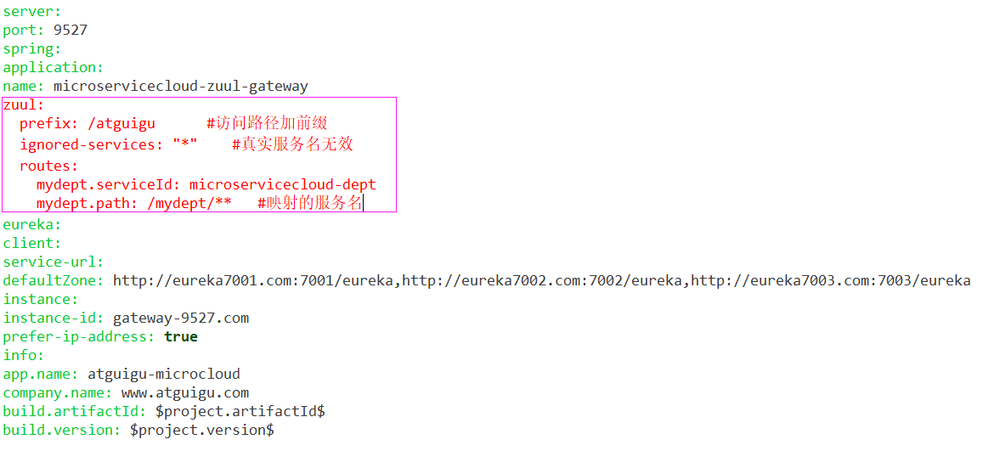 server:
port: 9527
spring:
application:
name: microservicecloud-zuul-gateway
zuul:
  prefix: /atguigu      #访问路径加前缀
  ignored-services: "*"    #真实服务名无效
  routes:
    mydept.serviceId: microservicecloud-dept
    mydept.path: /mydept/**   #映射的服务名
eureka:
client:
service-url:
defaultZone: http://eureka7001.com:7001/eureka,http://eureka7002.com:7002/eureka,http://eureka7003.com:7003/eureka
instance:
instance-id: gateway-9527.com
prefer-ip-address: true
info:
app.name: atguigu-microcloud
company.name: www.atguigu.com
build.artifactId: $project.artifactId$
build.version: $project.version$